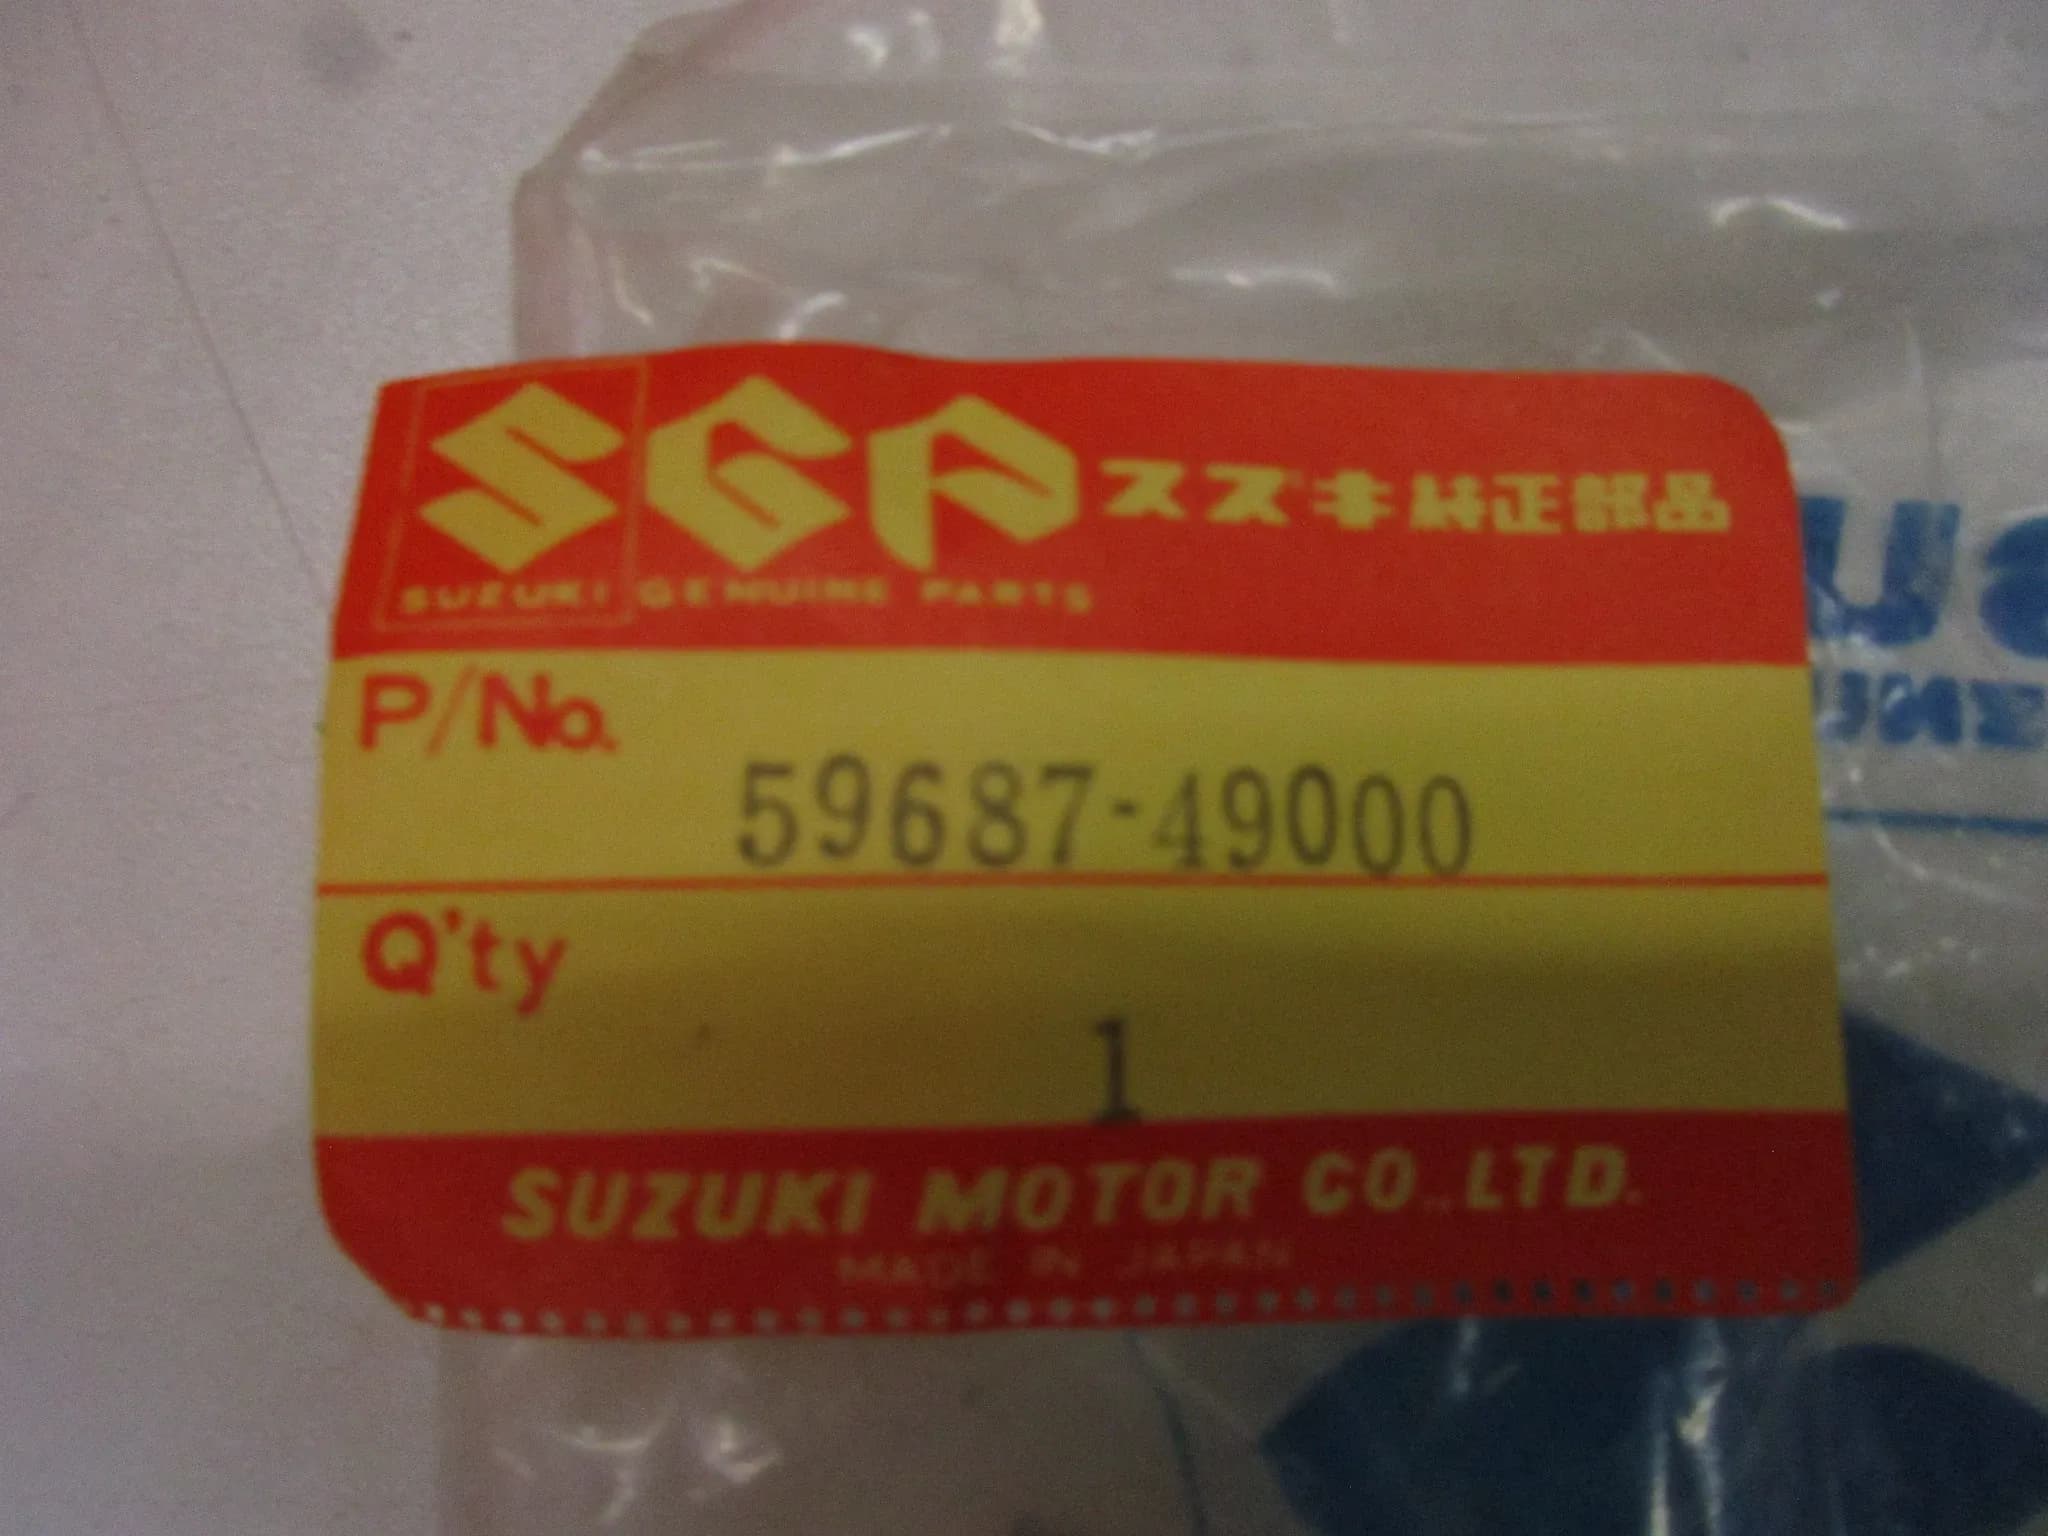 SGP スズキ純正部品
SUZUKI GENUINE PARTS
P/No.
59687-49000
Q'ty
1
SUZUKI MOTOR CO.,LTD.
MADE IN JAPAN